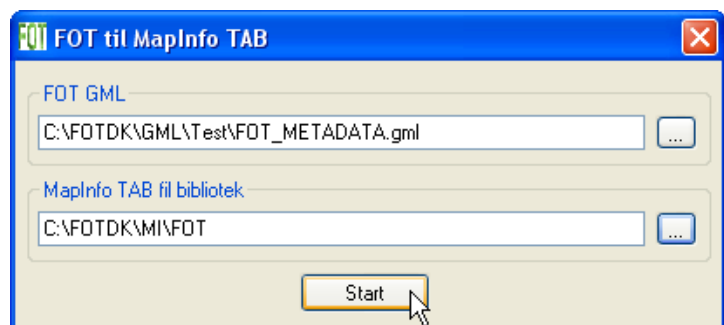 FOT FOT til MapInfo TAB
FOT GML
C:\FOTDK\GML\Test\FOT_METADATA.gml
...
MapInfo TAB fil bibliotek
C:\FOTDK\MI\FOT
...
Start